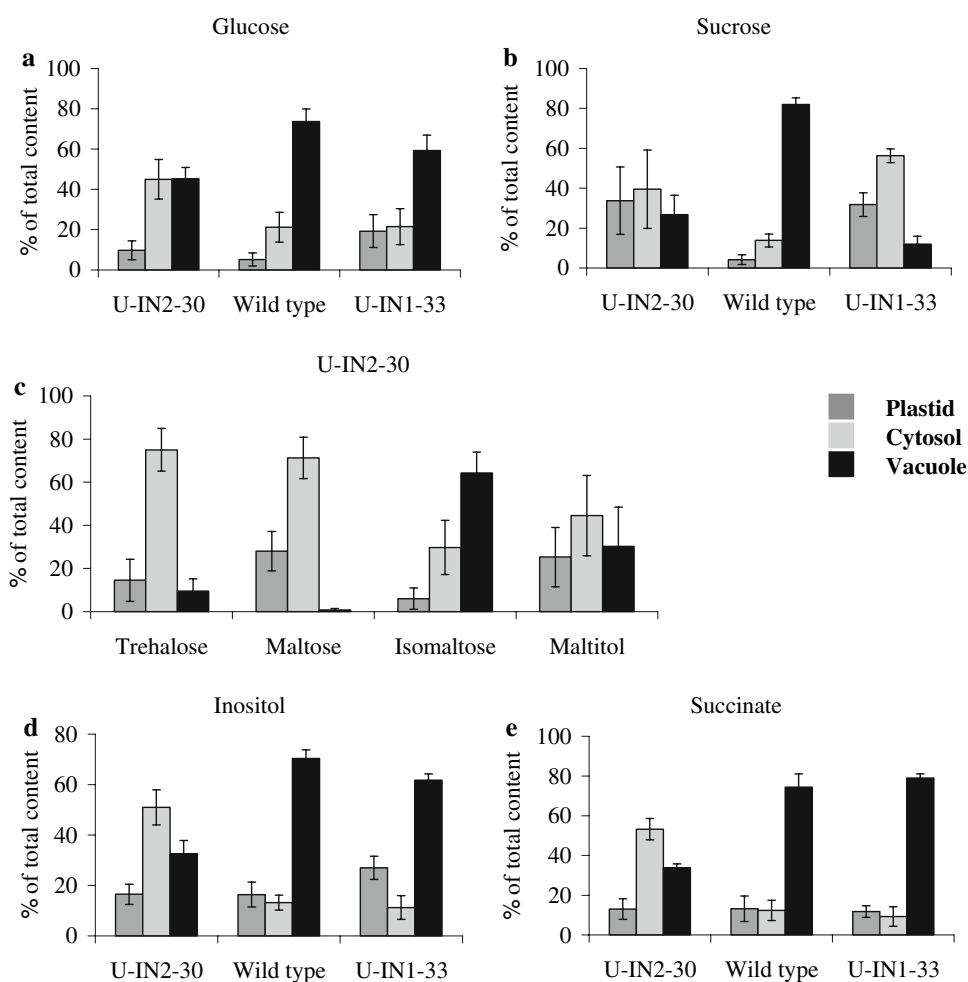 Glucose
a
% of total content
100
80
60
40
20
0
U-IN2-30 Wild type U-IN1-33
Sucrose
b
% of total content
100
80
60
40
20
0
U-IN2-30 Wild type U-IN1-33
U-IN2-30
c
% of total content
100
80
60
40
20
0
Trehalose Maltose Isomaltose Maltitol
Plastid
Cytosol
Vacuole
Inositol
d
% of total content
80
60
40
20
0
U-IN2-30 Wild type U-IN1-33
Succinate
e
% of total content
100
80
60
40
20
0
U-IN2-30 Wild type U-IN1-33